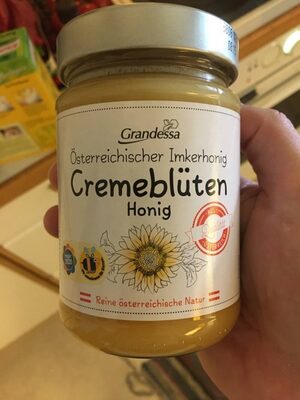 Grandessa
Österreichischer Imkerhonig
Cremeblüten
Honig
Reine österreichische Natur